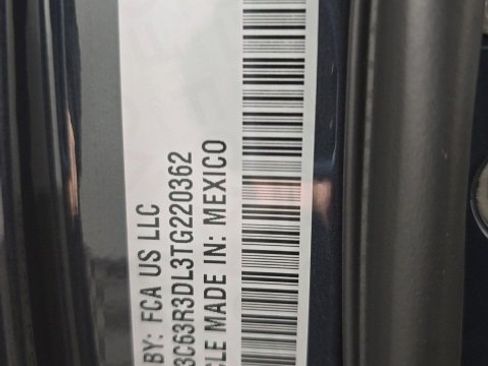 BY: FCA US LLC
3C63R3DL3TG220362
CLE MADE IN: MEXICO